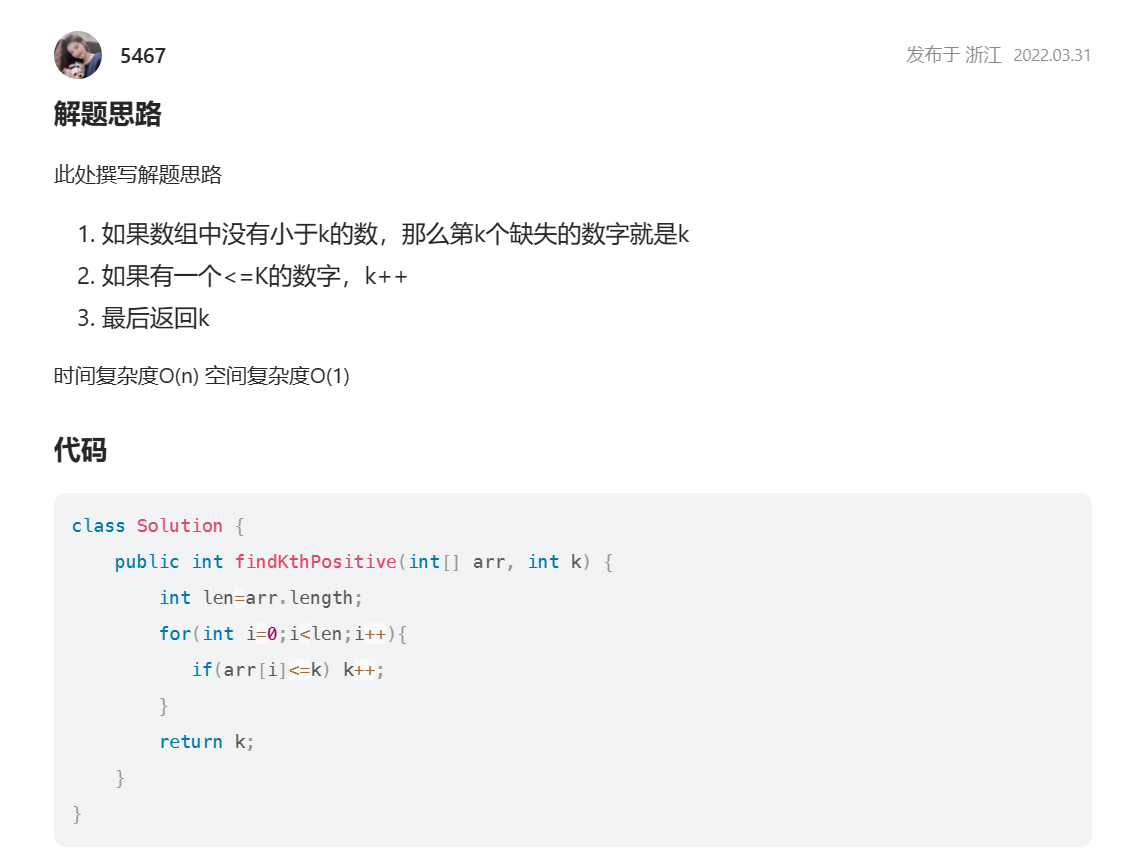 5467
发布于 浙江 2022.03.31
解题思路
此处撰写解题思路
1. 如果数组中没有小于k的数，那么第k个缺失的数字就是k
2. 如果有一个<=K的数字，k++
3. 最后返回k
时间复杂度O(n) 空间复杂度O(1)
代码
class Solution {
    public int findKthPositive(int[] arr, int k) {
        int len=arr.length;
        for(int i=0;i<len;i++){
           if(arr[i]<=k) k++;
        }
        return k;
    }
}